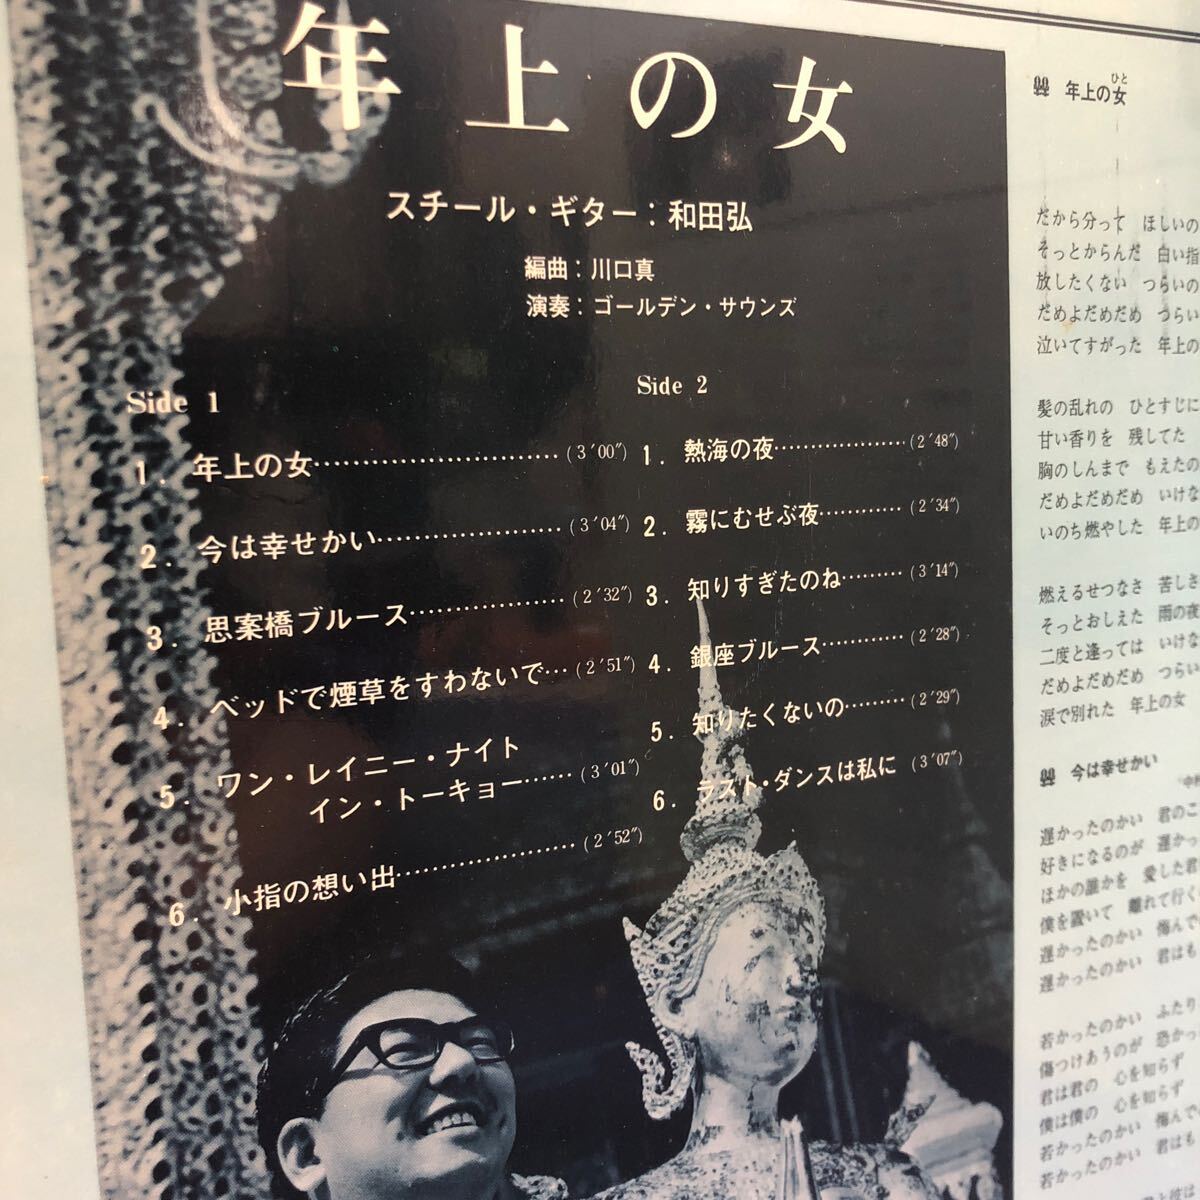 年上の女
スチール・ギター：和田弘
編曲：川口真
演奏：ゴールデン・サウンズ
Side 1
1. 年上の女……………………………(3′00″)
2. 今は幸せかい……………………(3′04″)
3. 思案橋ブルース…………………(2′32″)
4. ベッドで煙草をすわないで…(2′51″)
5. ワン・レイニー・ナイト
イン・トーキョー……(3′01″)
6. 小指の想い出……………………(2′52″)
Side 2
1. 熱海の夜…………………(2′48″)
2. 霧にむせぶ夜…………(2′34″)
3. 知りすぎたのね………(3′14″)
4. 銀座ブルース…………(2′28″)
5. 知りたくないの………(2′29″)
6. ラスト・ダンスは私に (3′07″)
年上の女
ひと
だから分って ほしいの
そっとからんだ 白い指
放したくない つらいの
だめよだめだめ つらい
泣いてすがった 年上の
髪の乱れの ひとすじに
甘い香りを 残してた
胸のしんまで もえたの
だめよだめだめ いけな
いのち燃やした 年上の
燃えるせつなさ 苦しき
そっとおしえた 雨の夜
二度と逢っては いけな
だめよだめだめ つらい
涙で別れた 年上の女
今は幸せかい
遅かったのかい 君のこ
好きになるのが 遅かっ
ほかの誰かを 愛した君
僕を置いて 離れて行く
遅かったのかい 傷んで
遅かったのかい 君はも
若かったのかい ふたり
傷つけあうのが 恐かっ
君は君の 心を知らず
僕は僕の 心を知らず
若かったのかい 傷んで
若かったのかい 君はも